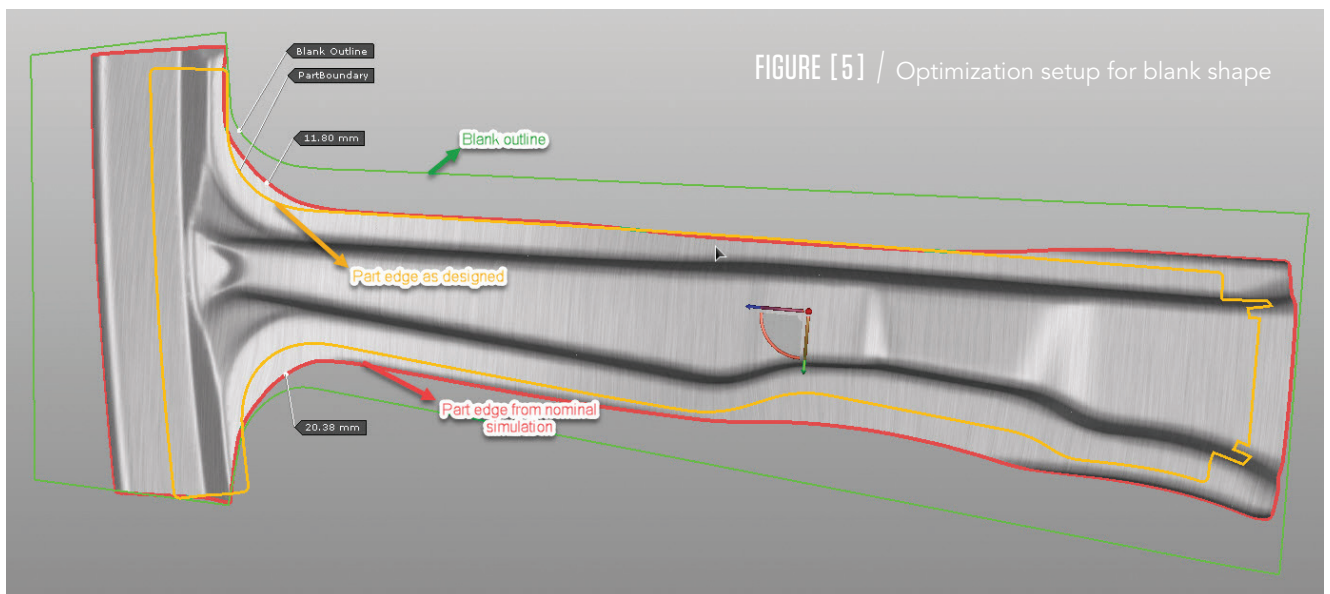 FIGURE [5] / Optimization setup for blank shape
Blank Outline
PartBoundary
11.80 mm
Blank outline
Part edge as designed
Part edge from nominal
simulation
20.38 mm